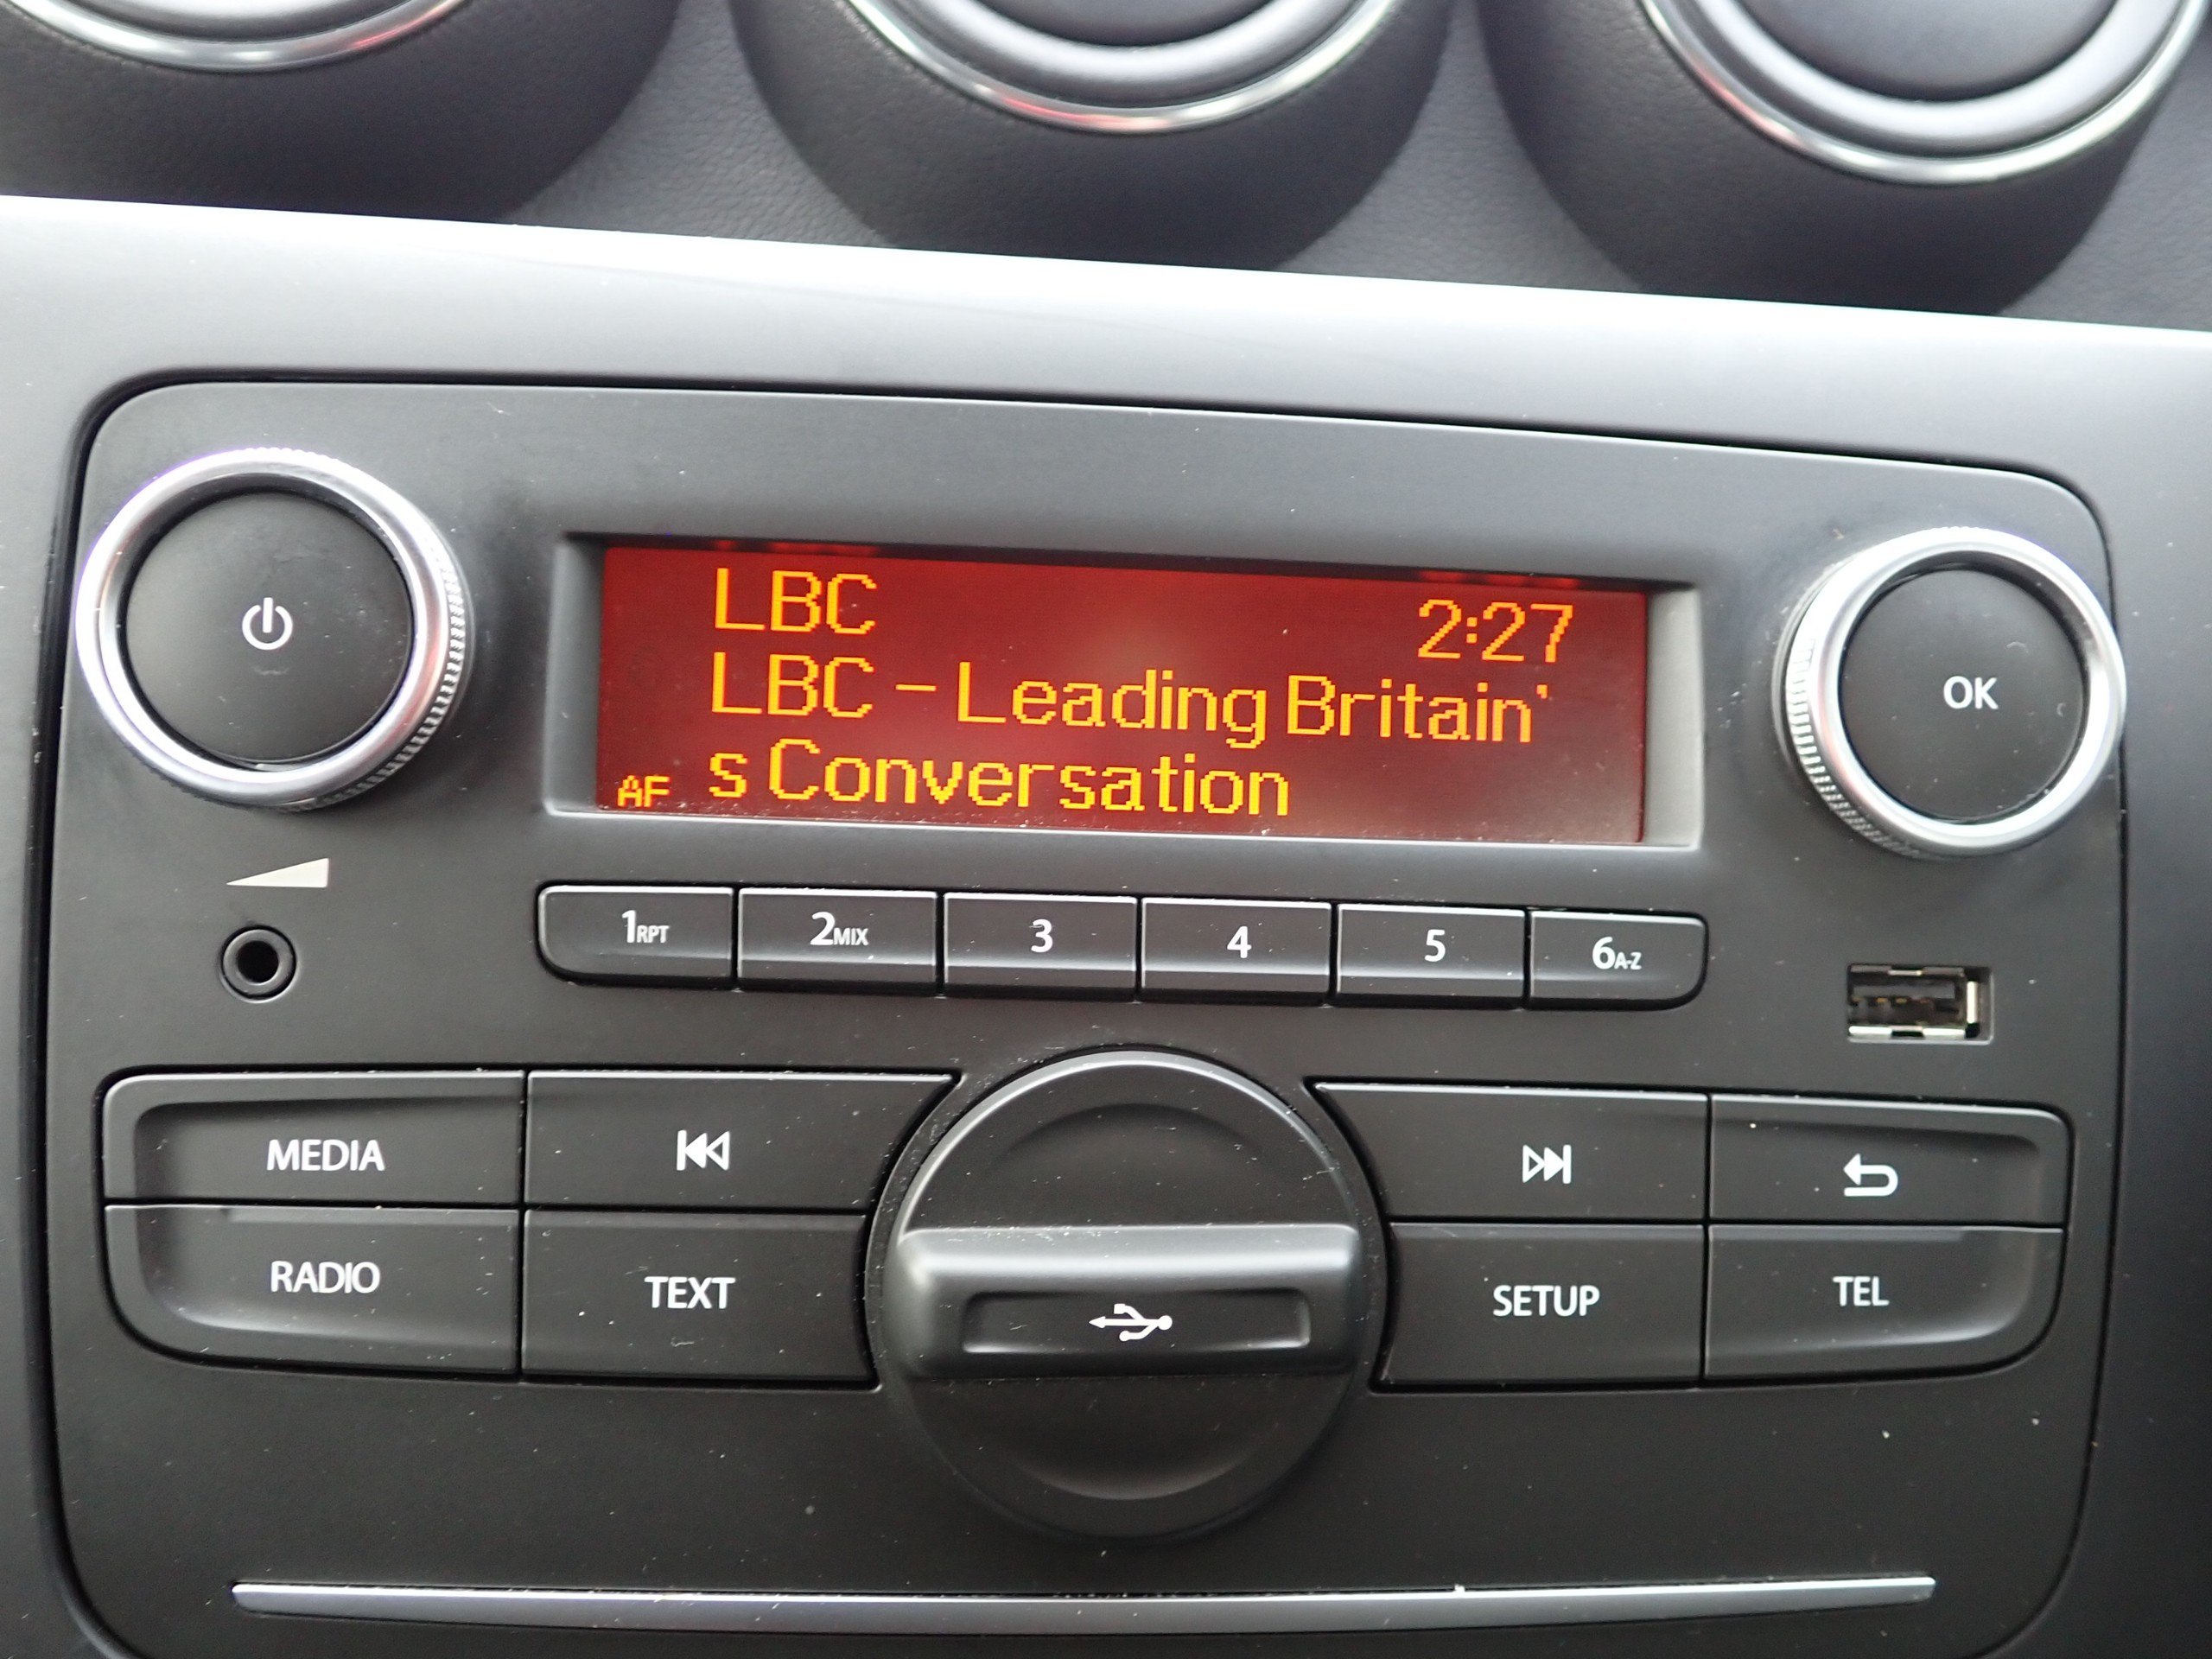 LBC 2:27
LBC - Leading Britain'
AF s Conversation
OK
1RPT 2MIX 3 4 5 6A-Z
MEDIA
RADIO TEXT SETUP TEL